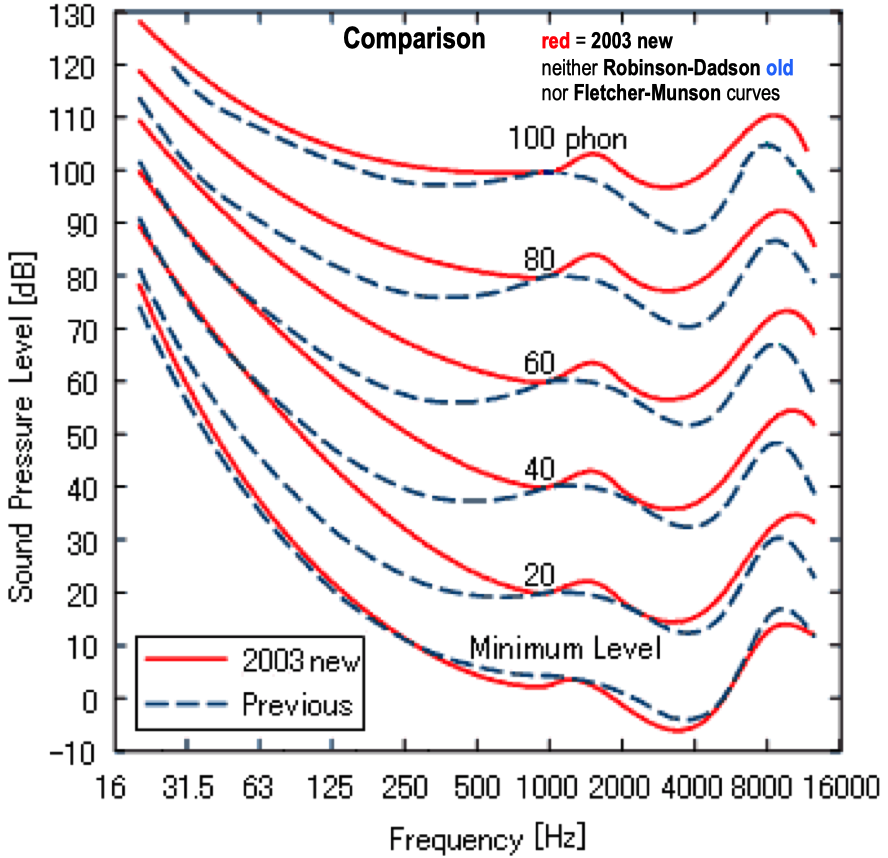 Comparison
red = 2003 new
neither Robinson-Dadson old
nor Fletcher-Munson curves
130
120
110
100
90
80
70
60
50
40
30
20
10
0
-10
Sound Pressure Level [dB]
100 phon
80
60
40
20
Minimum Level
2003 new
Previous
16 31.5 63 125 250 500 1000 2000 4000 8000 16000
Frequency [Hz]